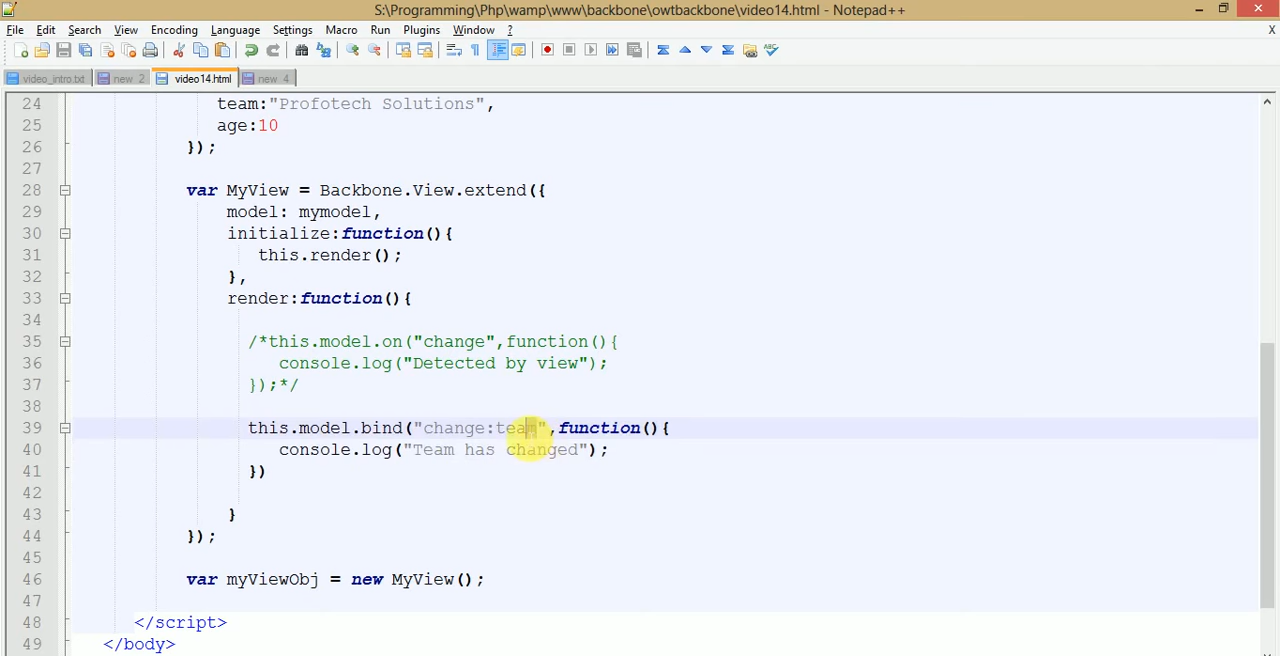 S:\Programming\Php\wamp\www\backbone\owtbackbone\video14.html - Notepad++
File Edit Search View Encoding Language Settings Macro Run Plugins Window ? X
video_intro.txt new 2 video14.html new 4
24 team:"Profotech Solutions",
25 age:10
26 });
27
28 var MyView = Backbone.View.extend({
29 model: mymodel,
30 initialize:function(){
31 this.render();
32 },
33 render:function(){
34
35 /*this.model.on("change",function(){
36 console.log("Detected by view");
37 });*/
38
39 this.model.bind("change:team",function(){
40 console.log("Team has changed");
41 })
42
43 }
44 });
45
46 var myViewObj = new MyView();
47
48 </script>
49 </body>